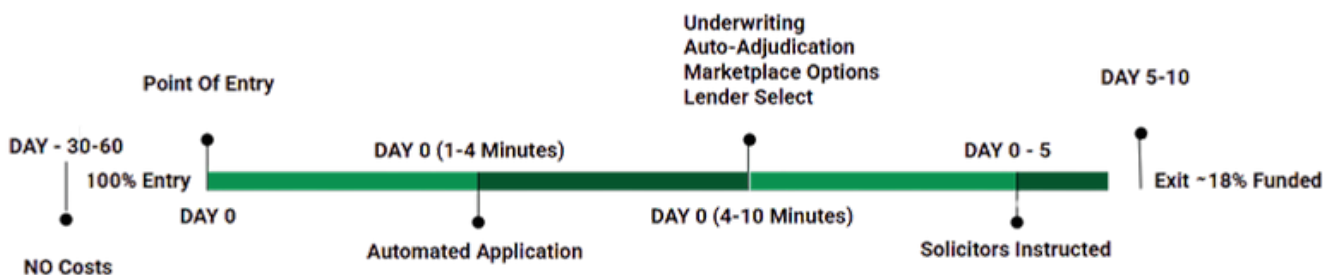 Underwriting
Auto-Adjudication
Marketplace Options
Lender Select
Point Of Entry
DAY 5-10
DAY - 30-60
DAY 0 (1-4 Minutes)
DAY 0 - 5
100% Entry
Exit ~18% Funded
DAY 0
DAY 0 (4-10 Minutes)
Automated Application
Solicitors Instructed
NO Costs